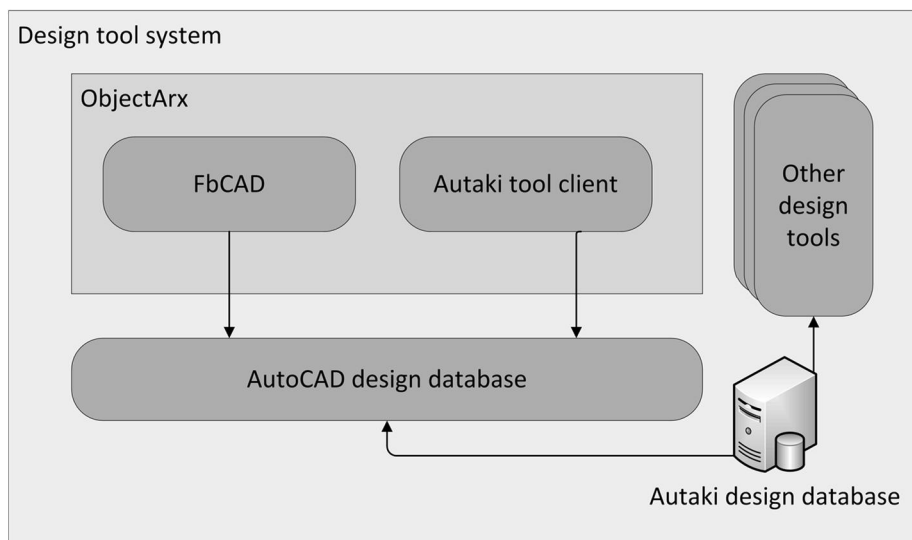 Design tool system
ObjectArx
FbCAD
Autaki tool client
Other
design
tools
AutoCAD design database
Autaki design database